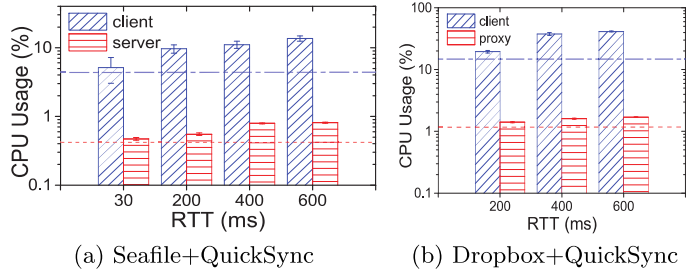 client
server
10
1
0.1
CPU Usage (%)
30 200 400 600
RTT (ms)
(a) Seafile+QuickSync
client
proxy
100
10
1
0.1
CPU Usage (%)
200 400 600
RTT (ms)
(b) Dropbox+QuickSync